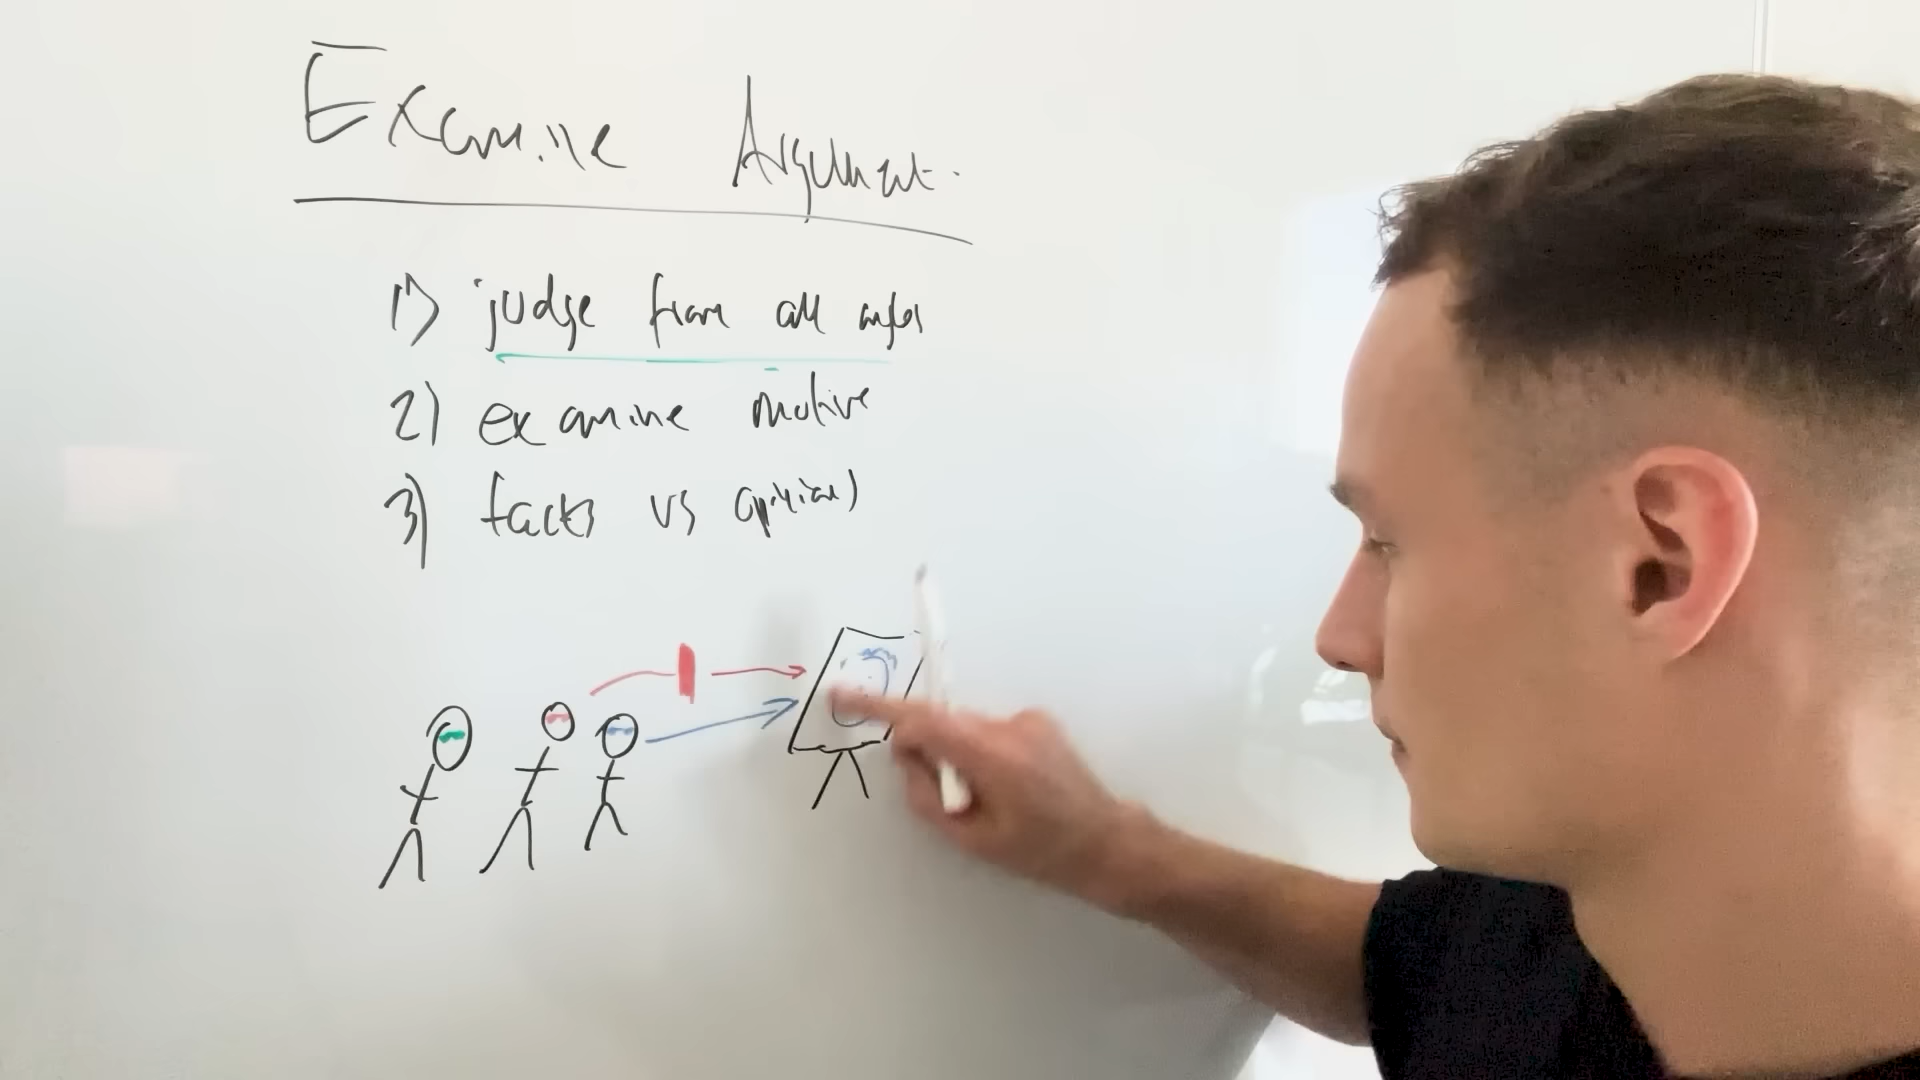 Examine Argument.
1) judge from all
2) examine motive
3) facts vs opinion)